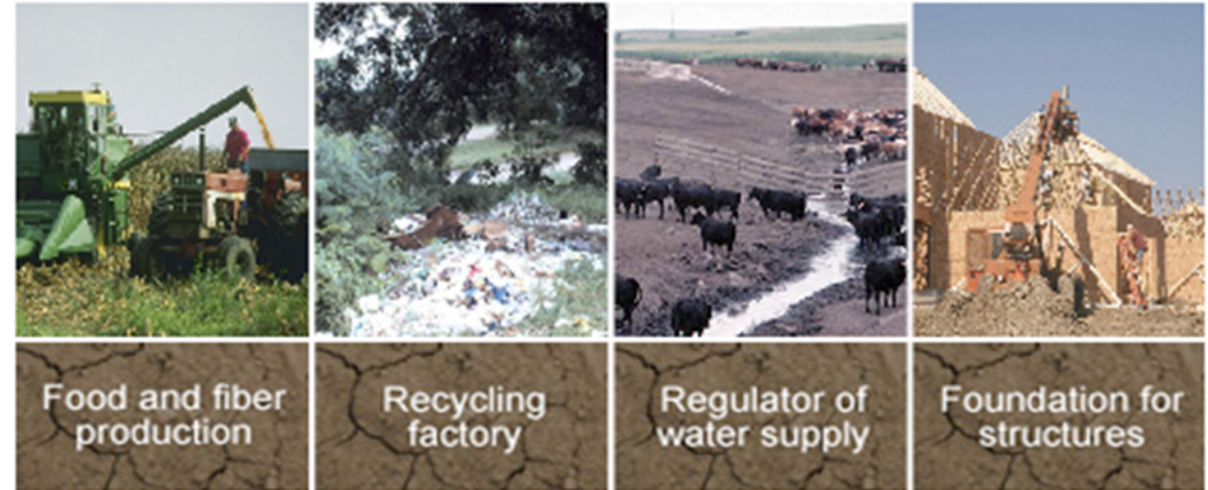 Food and fiber
production
Recycling
factory
Regulator of
water supply
Foundation for
structures